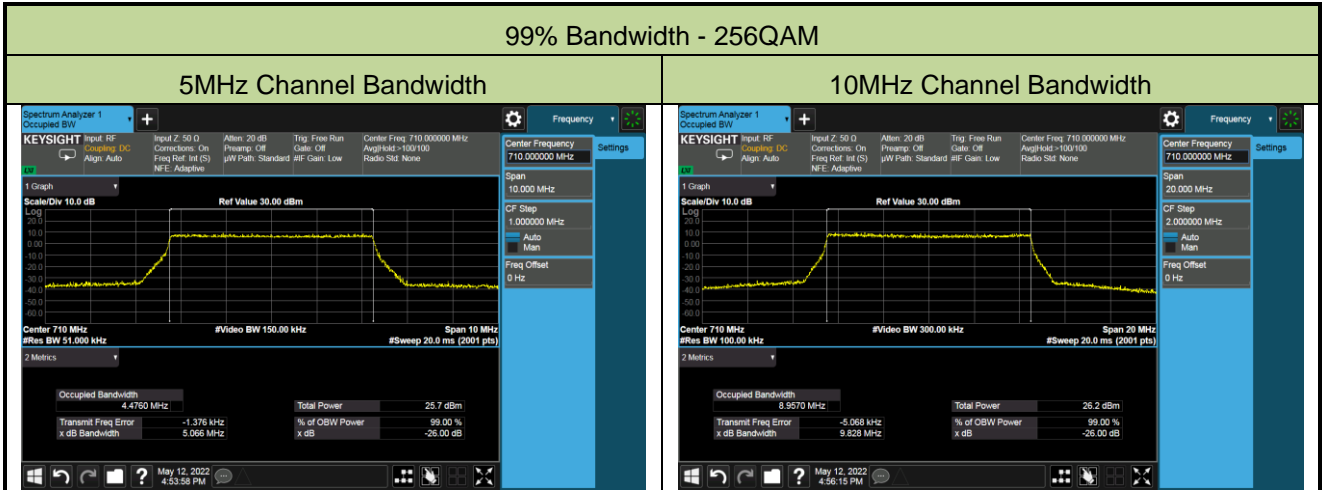 99% Bandwidth - 256QAM
5MHz Channel Bandwidth
10MHz Channel Bandwidth
Spectrum Analyzer 1
Occupied BW
+
Frequency
KEYSIGHT
Input: RF
Coupling: DC
Align: Auto
Input Z: 50 Ω
Corrections: On
Freq Ref: Int (S)
NFE: Adaptive
Atten: 20 dB
Preamp: Off
µW Path: Standard
Trig: Free Run
Gate: Off
#IF Gain: Low
Center Freq: 710.000000 MHz
Avg|Hold:>100/100
Radio Std: None
Center Frequency
710.000000 MHz
Settings
Span
10.000 MHz
CF Step
1.000000 MHz
Auto
Man
Freq Offset
0 Hz
1 Graph
Scale/Div 10.0 dB
Ref Value 30.00 dBm
Log
20.0
10.0
0.00
-10.0
-20.0
-30.0
-40.0
-50.0
-60.0
Center 710 MHz
#Video BW 150.00 kHz
Span 10 MHz
#Res BW 51.000 kHz
#Sweep 20.0 ms (2001 pts)
2 Metrics
Occupied Bandwidth
4.4760 MHz
Total Power 25.7 dBm
Transmit Freq Error -1.376 kHz
% of OBW Power 99.00 %
x dB Bandwidth 5.066 MHz
x dB -26.00 dB
?
May 12, 2022
4:53:58 PM
Spectrum Analyzer 1
Occupied BW
+
Frequency
KEYSIGHT
Input: RF
Coupling: DC
Align: Auto
Input Z: 50 Ω
Corrections: On
Freq Ref: Int (S)
NFE: Adaptive
Atten: 20 dB
Preamp: Off
µW Path: Standard
Trig: Free Run
Gate: Off
#IF Gain: Low
Center Freq: 710.000000 MHz
Avg|Hold:>100/100
Radio Std: None
Center Frequency
710.000000 MHz
Settings
Span
20.000 MHz
CF Step
2.000000 MHz
Auto
Man
Freq Offset
0 Hz
1 Graph
Scale/Div 10.0 dB
Ref Value 30.00 dBm
Log
20.0
10.0
0.00
-10.0
-20.0
-30.0
-40.0
-50.0
-60.0
Center 710 MHz
#Video BW 300.00 kHz
Span 20 MHz
#Res BW 100.00 kHz
#Sweep 20.0 ms (2001 pts)
2 Metrics
Occupied Bandwidth
8.9570 MHz
Total Power 26.2 dBm
Transmit Freq Error -5.068 kHz
% of OBW Power 99.00 %
x dB Bandwidth 9.828 MHz
x dB -26.00 dB
?
May 12, 2022
4:56:15 PM